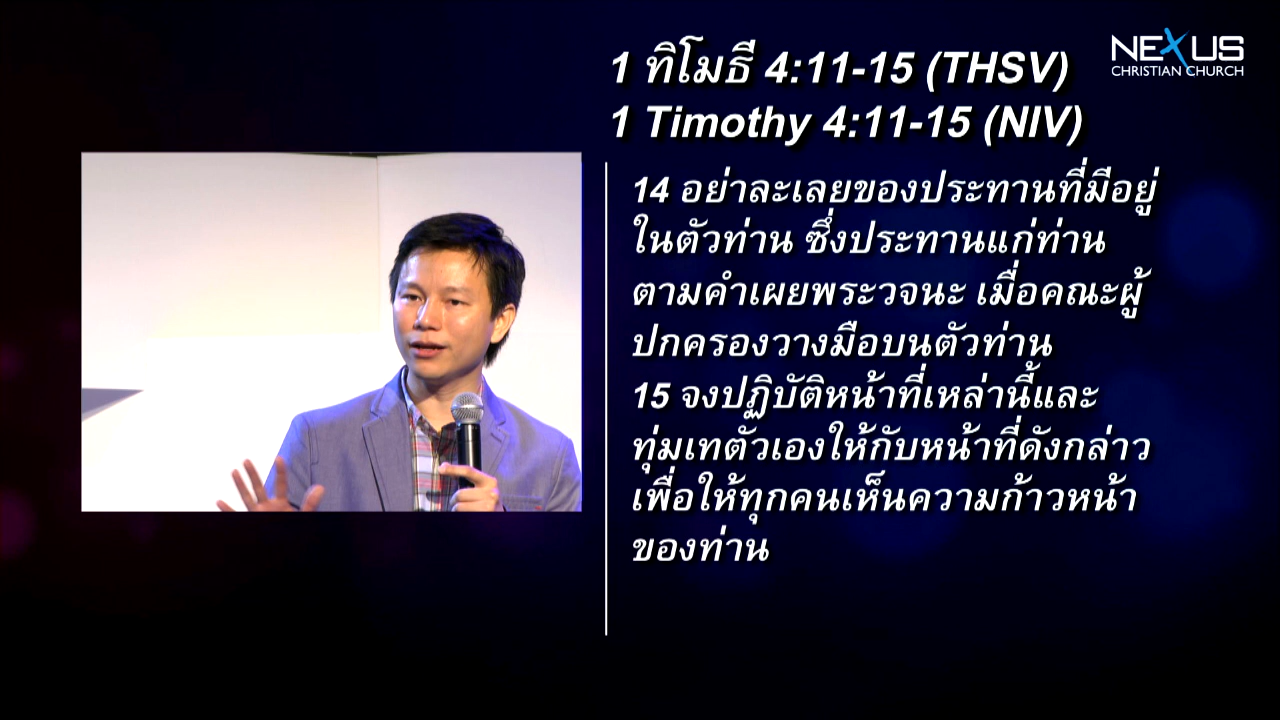 1 ทิโมธี 4:11-15 (THSV)
1 Timothy 4:11-15 (NIV)
NEXUS
CHRISTIAN CHURCH
14 อย่าละเลยของประทานที่มีอยู่
ในตัวท่าน ซึ่งประทานแก่ท่าน
ตามคำเผยพระวจนะ เมื่อคณะผู้
ปกครองวางมือบนตัวท่าน
15 จงปฏิบัติหน้าที่เหล่านี้และ
ทุ่มเทตัวเองให้กับหน้าที่ดังกล่าว
เพื่อให้ทุกคนเห็นความก้าวหน้า
ของท่าน